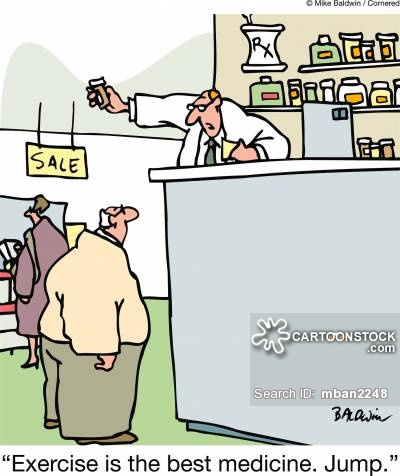 © Mike Baldwin / Cornered
Rx
SALE
CARTOONSTOCK
.com
Search ID: mban2248
BALDWIN
“Exercise is the best medicine. Jump.”